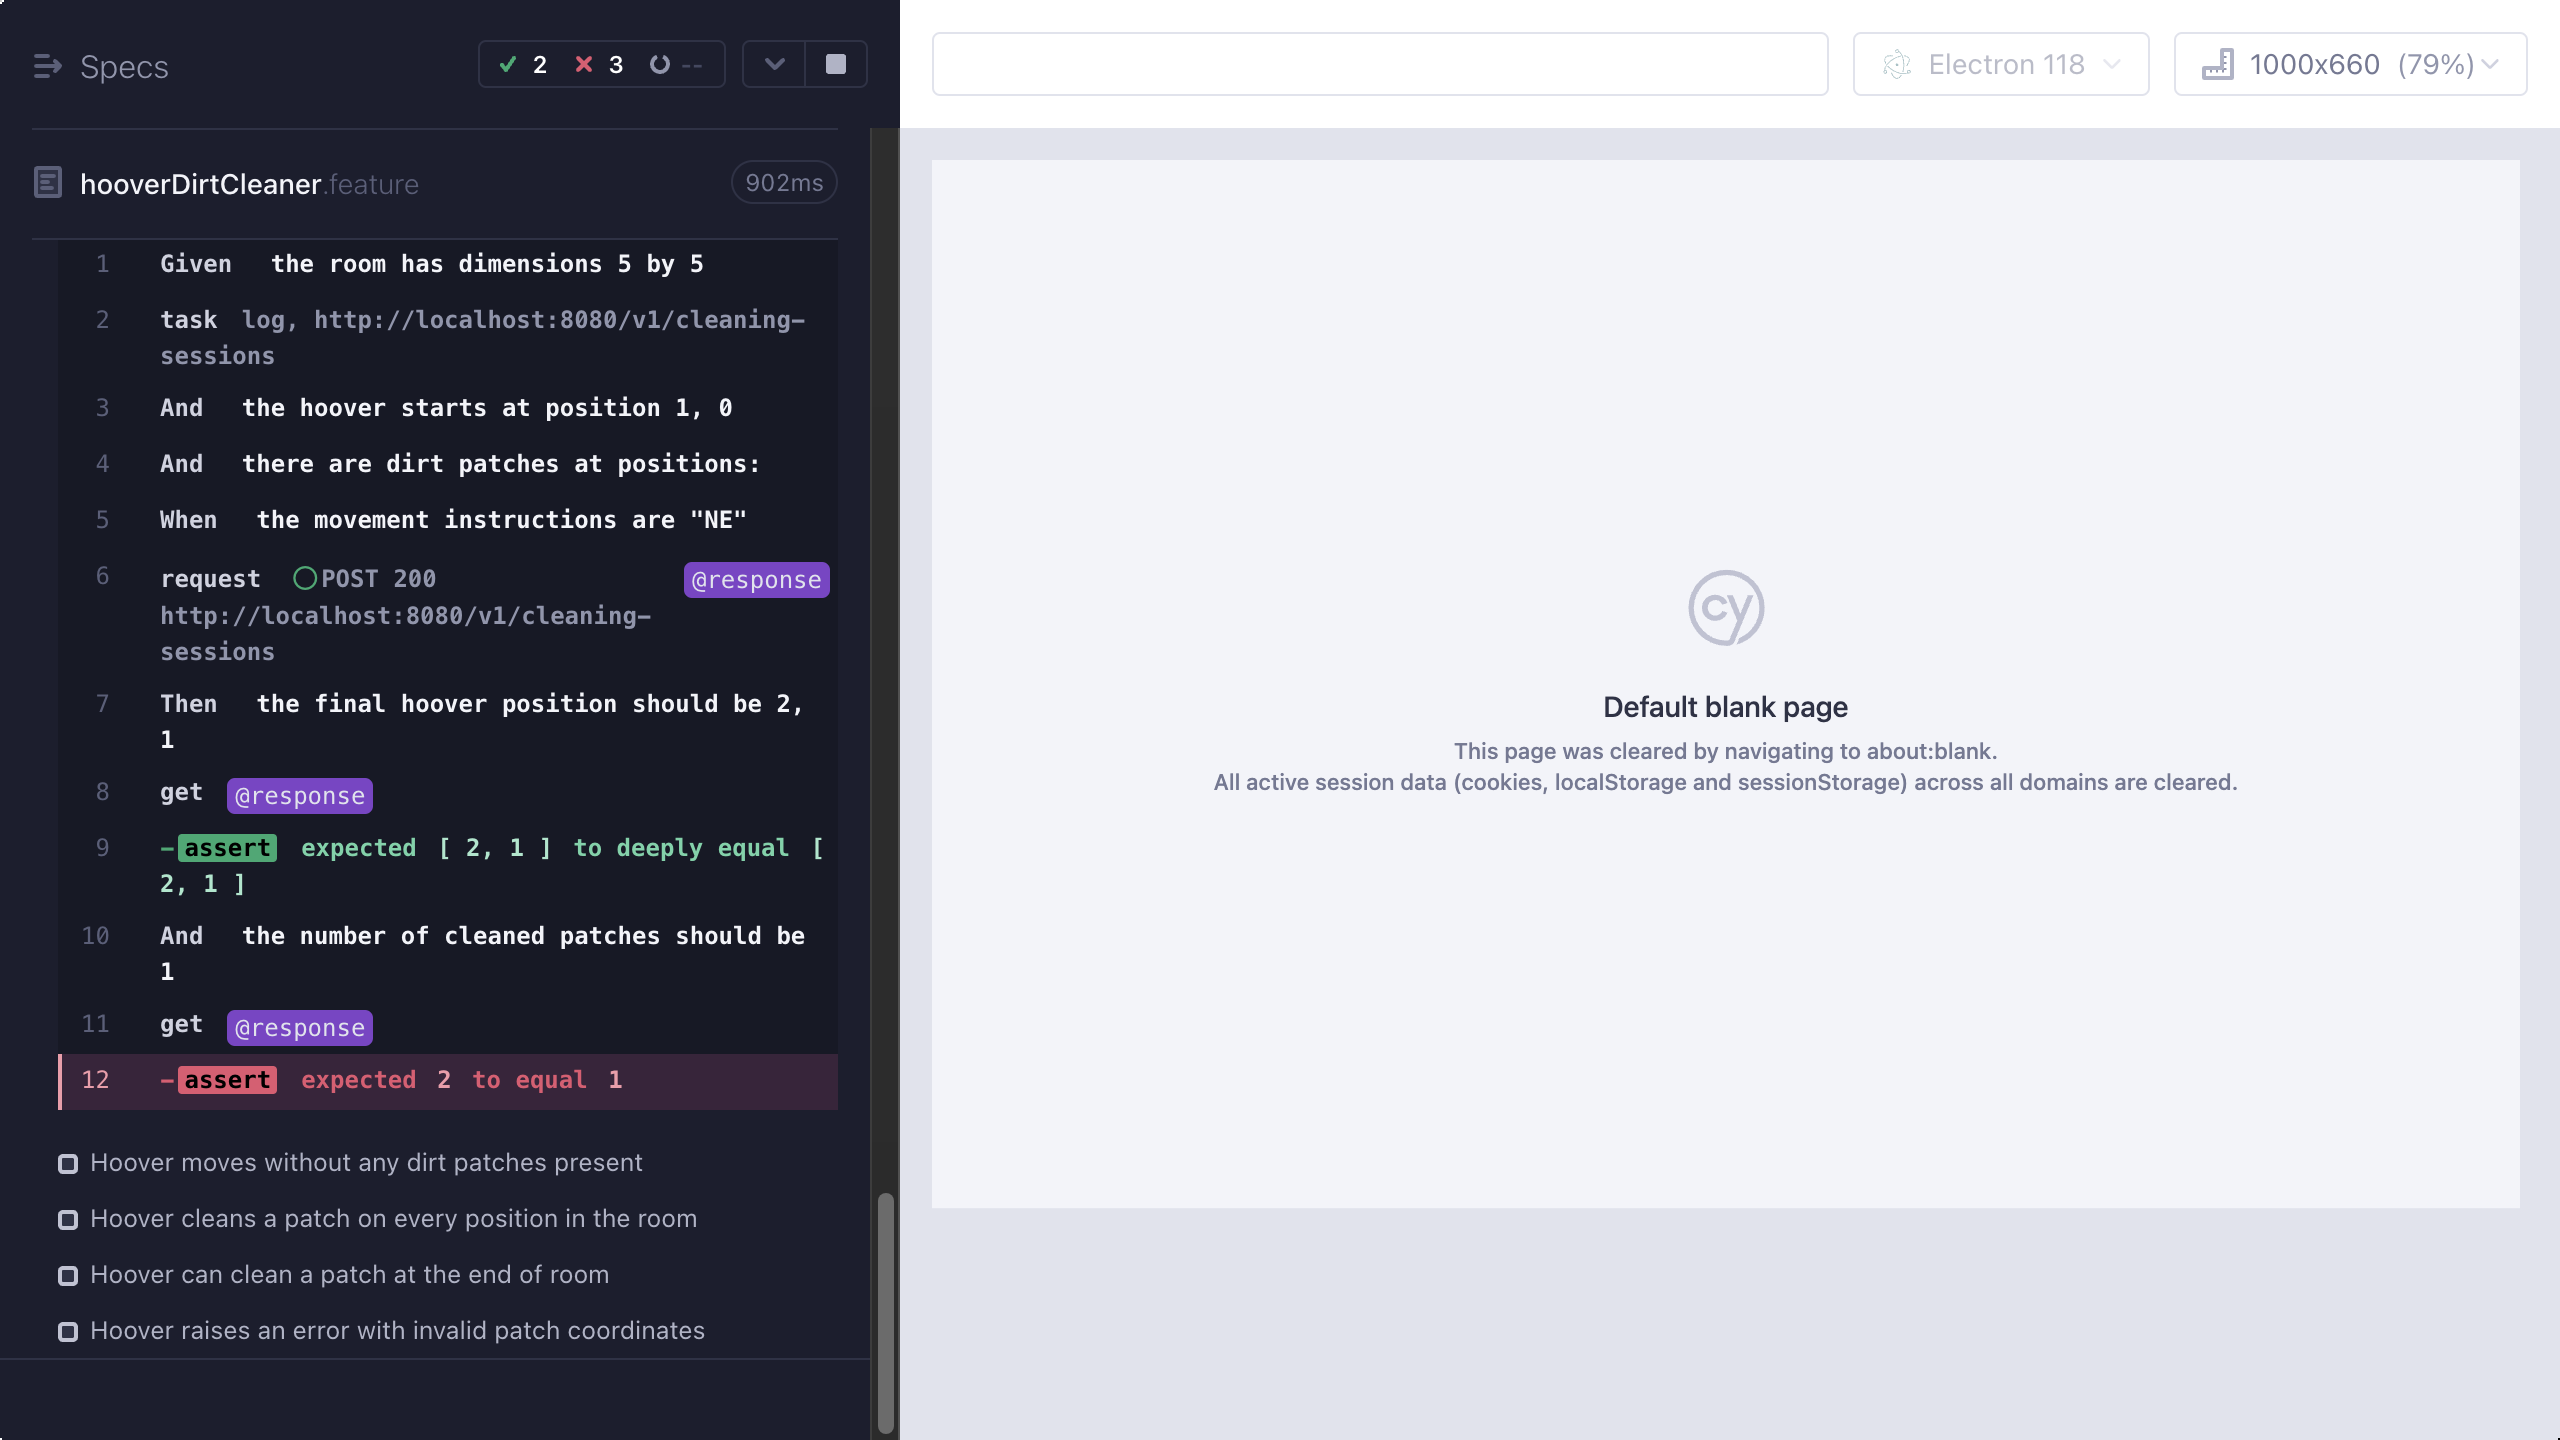 Specs
2 3 --
hooverDirtCleaner.feature 902ms
1 Given the room has dimensions 5 by 5
2 task log, http://localhost:8080/v1/cleaning-
sessions
3 And the hoover starts at position 1, 0
4 And there are dirt patches at positions:
5 When the movement instructions are "NE"
6 request POST 200 @response
http://localhost:8080/v1/cleaning-
sessions
7 Then the final hoover position should be 2,
1
8 get @response
9 -assert expected [ 2, 1 ] to deeply equal [
2, 1 ]
10 And the number of cleaned patches should be
1
11 get @response
12 -assert expected 2 to equal 1
Hoover moves without any dirt patches present
Hoover cleans a patch on every position in the room
Hoover can clean a patch at the end of room
Hoover raises an error with invalid patch coordinates
Electron 118
1000x660 (79%)
cy
Default blank page
This page was cleared by navigating to about:blank.
All active session data (cookies, localStorage and sessionStorage) across all domains are cleared.